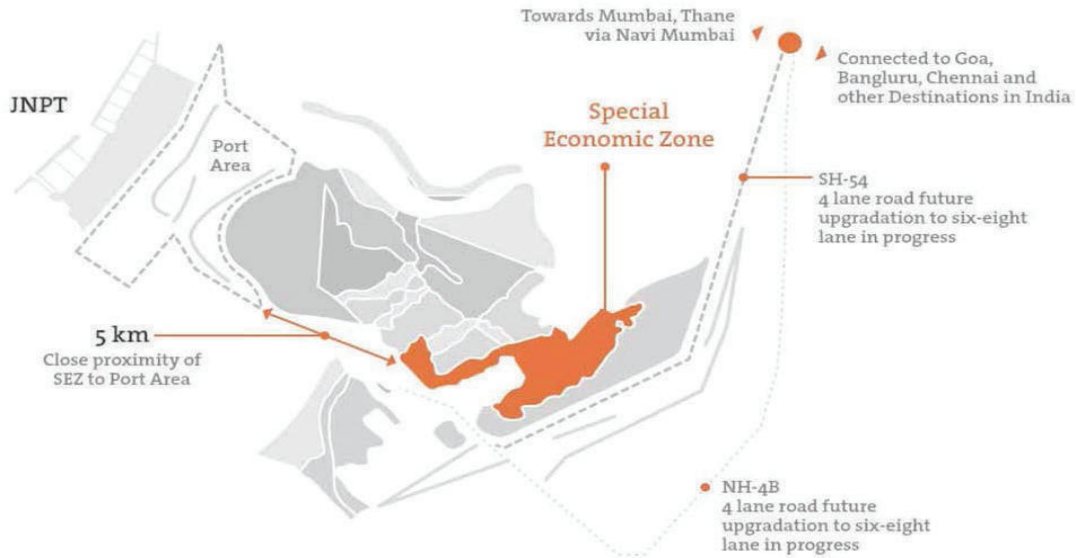 Towards Mumbai, Thane
via Navi Mumbai
Connected to Goa,
Bangluru, Chennai and
other Destinations in India
JNPT
Port
Area
Special
Economic Zone
SH-54
4 lane road future
upgradation to six-eight
lane in progress
5 km
Close proximity of
SEZ to Port Area
NH-4B
4 lane road future
upgradation to six-eight
lane in progress